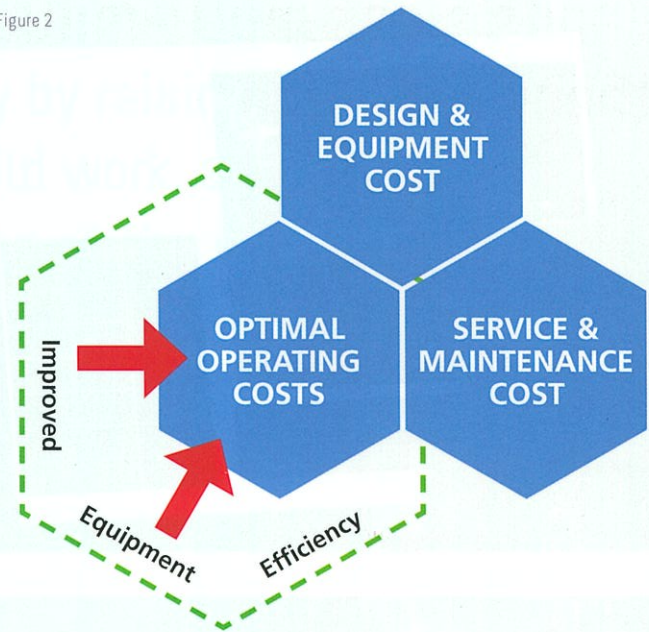 Figure 2
DESIGN &
EQUIPMENT
COST
OPTIMAL
OPERATING
COSTS
SERVICE &
MAINTENANCE
COST
Improved
Equipment
Efficiency